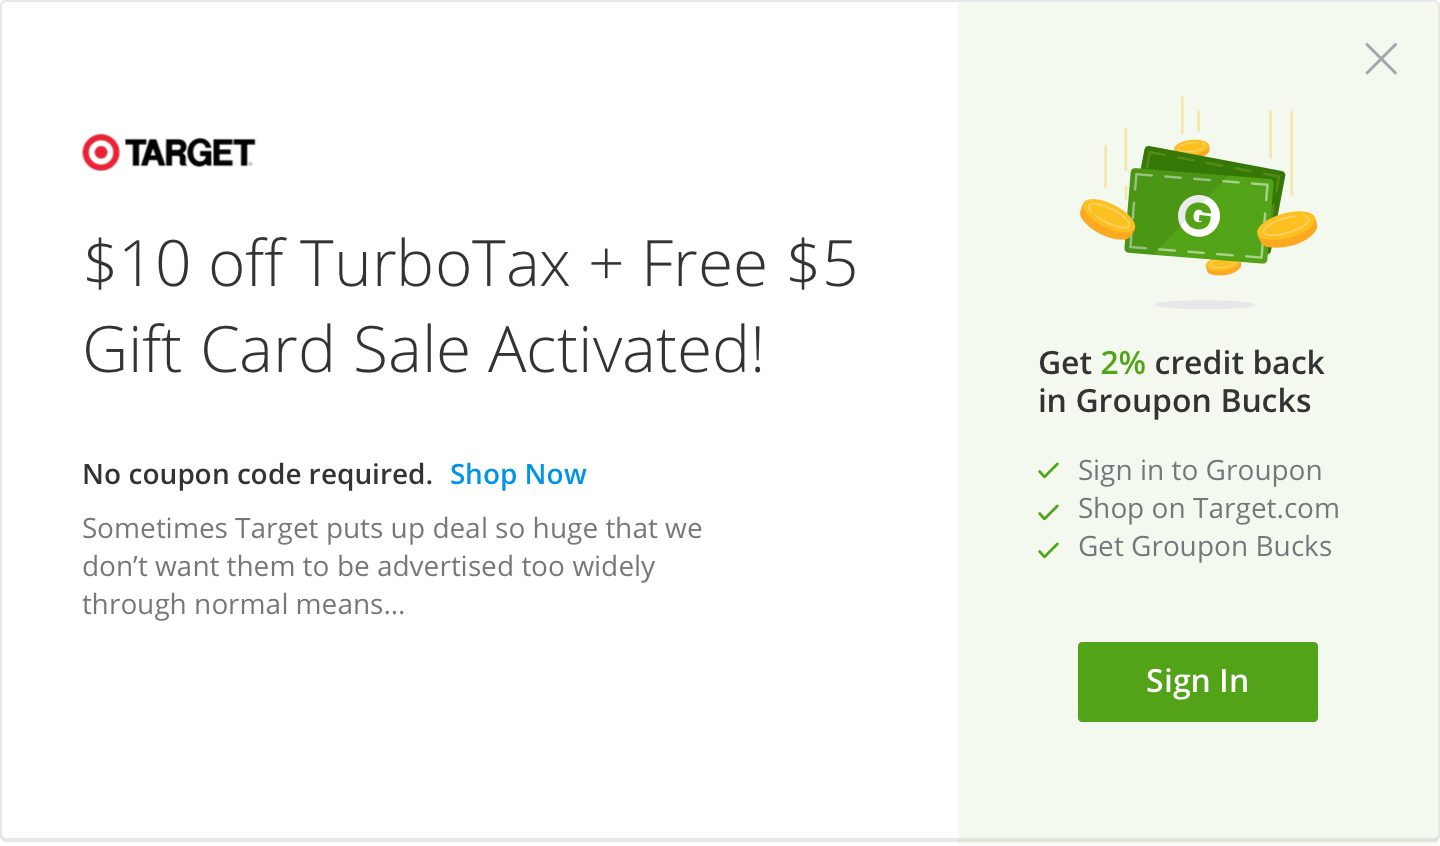 TARGET
$10 off TurboTax + Free $5
Gift Card Sale Activated!
No coupon code required. Shop Now
Sometimes Target puts up deal so huge that we
don’t want them to be advertised too widely
through normal means...
G
Get 2% credit back
in Groupon Bucks
Sign in to Groupon
Shop on Target.com
Get Groupon Bucks
Sign In